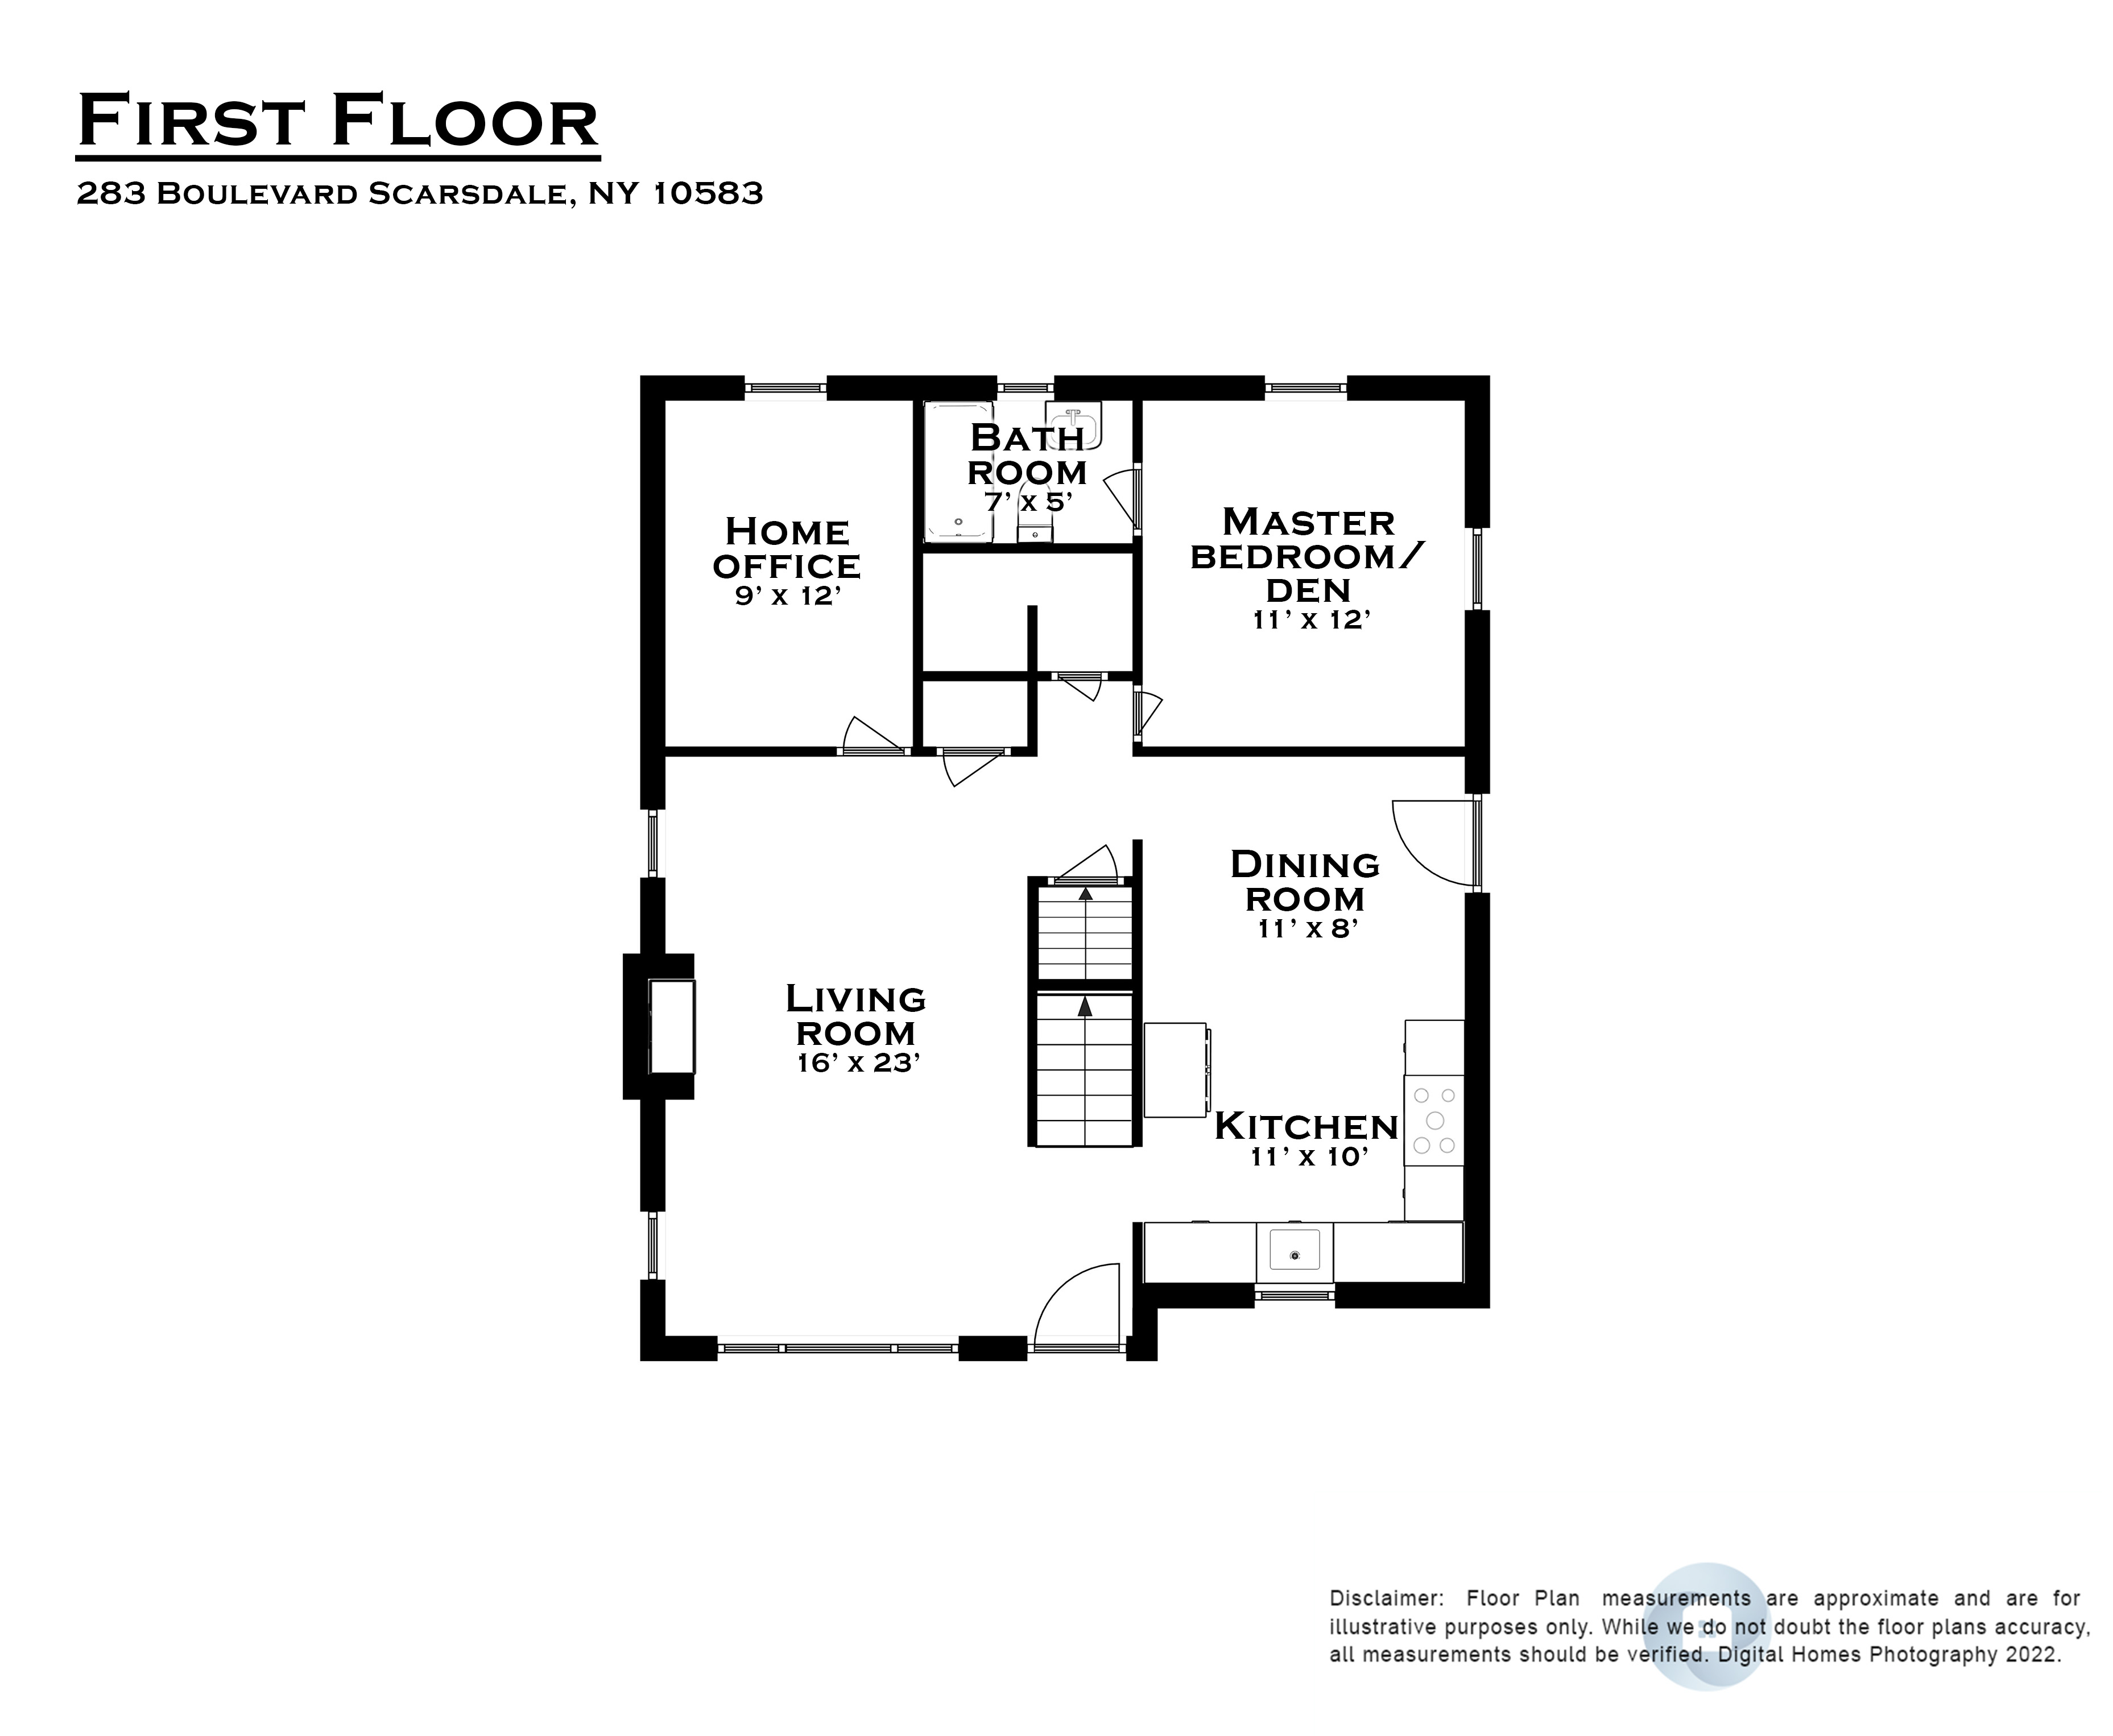 First Floor
283 Boulevard Scarsdale, NY 10583
Bath
room
7' x 5'
Home
office
9' x 12'
Master
bedroom/
den
11' x 12'
Dining
room
11' x 8'
Living
room
16' x 23'
Kitchen
11' x 10'
Disclaimer: Floor Plan measurements are approximate and are for
illustrative purposes only. While we do not doubt the floor plans accuracy,
all measurements should be verified. Digital Homes Photography 2022.